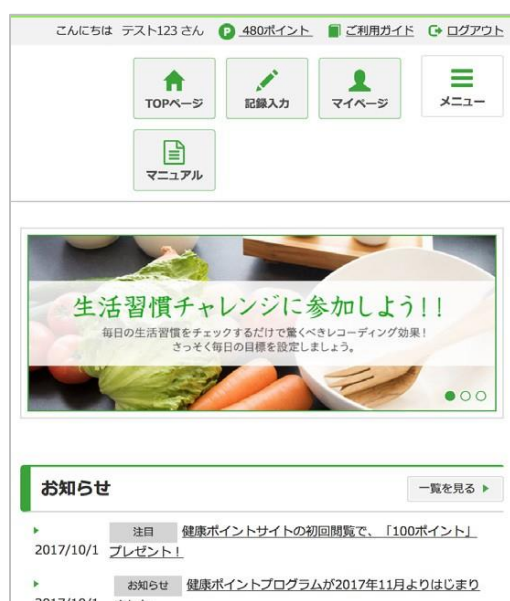 こんにちは テスト123 さん P 480ポイント ご利用ガイド ログアウト
TOPページ 記録入力 マイページ メニュー
マニュアル
生活習慣チャレンジに参加しよう!!
毎日の生活習慣をチェックするだけで驚くべきレコーディング効果!
さっそく毎日の目標を設定しましょう。
お知らせ 一覧を見る
注目 健康ポイントサイトの初回閲覧で、「100ポイント」
2017/10/1 プレゼント!
お知らせ 健康ポイントプログラムが2017年11月よりはじまり
2017/10/1